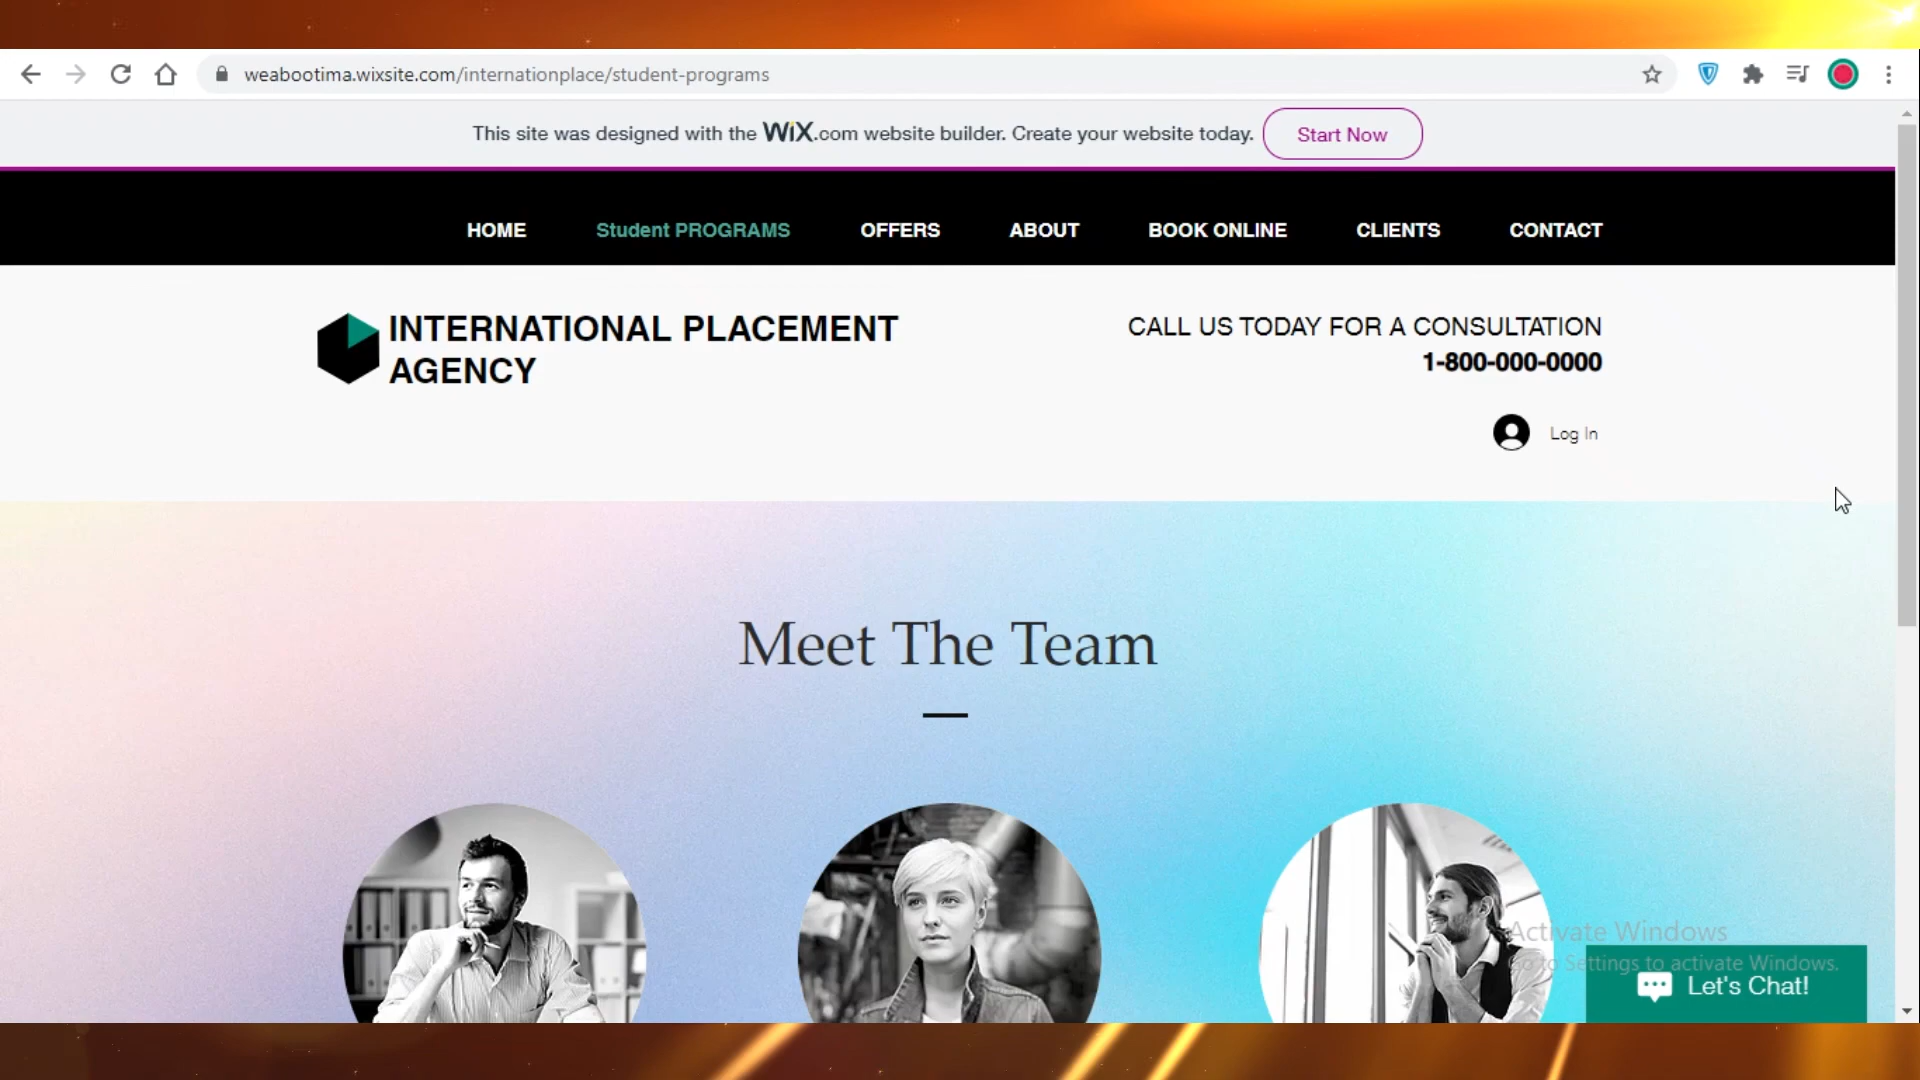 weabootima.wixsite.com/internationplace/student-programs
This site was designed with the WiX.com website builder. Create your website today. Start Now
HOME Student PROGRAMS OFFERS ABOUT BOOK ONLINE CLIENTS CONTACT
INTERNATIONAL PLACEMENT
AGENCY
CALL US TODAY FOR A CONSULTATION
1-800-000-0000
Log In
Meet The Team
Activate Windows
Go to Settings to activate Windows.
Let's Chat!